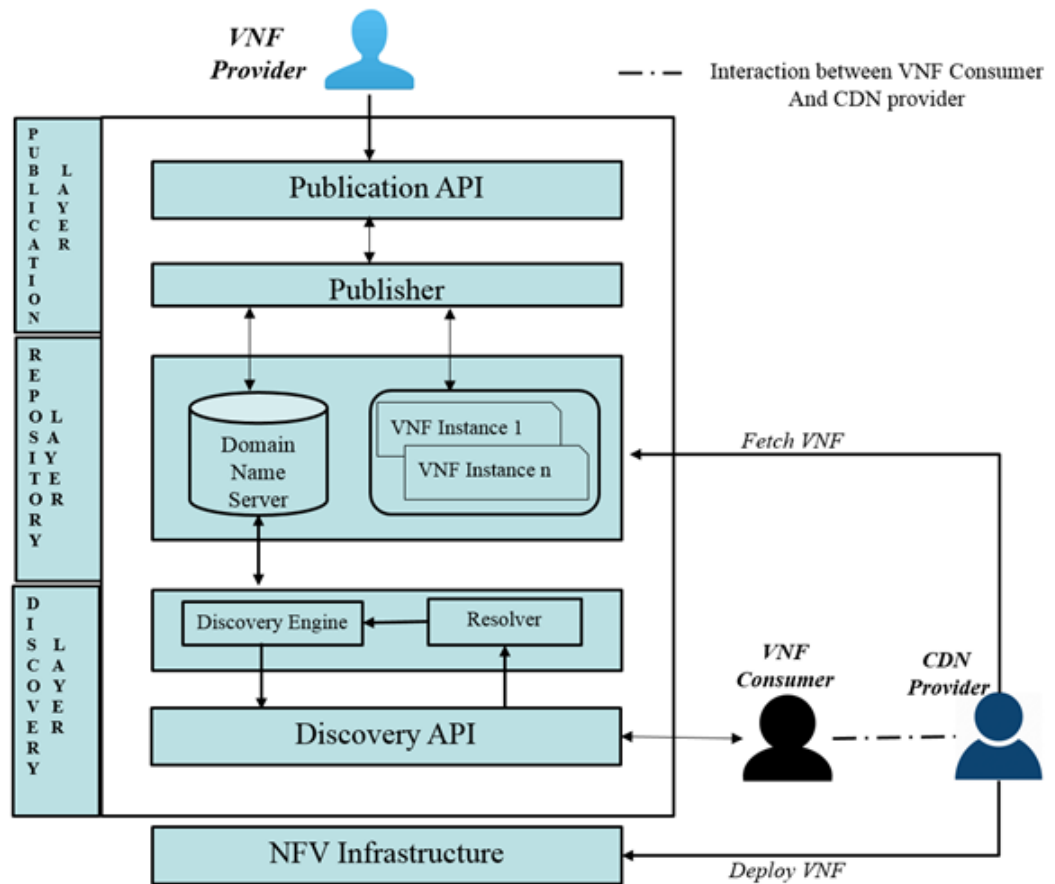 VNF
Provider
Interaction between VNF Consumer
And CDN provider
PUBLICATION
LAYER
Publication API
Publisher
REPOSITORY
LAYER
Domain
Name
Server
VNF Instance 1
VNF Instance n
Fetch VNF
DISCOVERY
LAYER
Discovery Engine
Resolver
Discovery API
VNF
Consumer
CDN
Provider
NFV Infrastructure
Deploy VNF